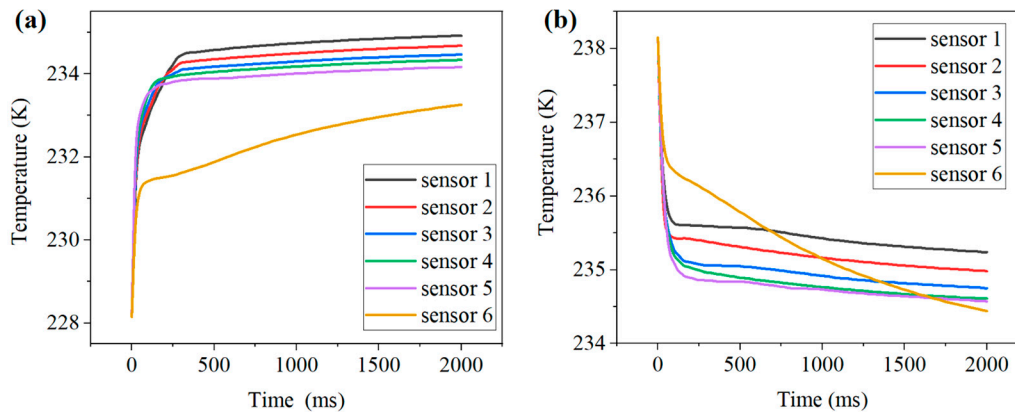 (a)
Temperature (K)
234
232
230
228
0
500
1000
1500
2000
Time (ms)
sensor 1
sensor 2
sensor 3
sensor 4
sensor 5
sensor 6
(b)
Temperature (K)
238
237
236
235
234
0
500
1000
1500
2000
Time (ms)
sensor 1
sensor 2
sensor 3
sensor 4
sensor 5
sensor 6